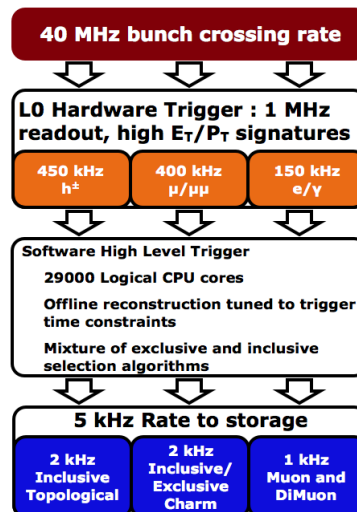 40 MHz bunch crossing rate
L0 Hardware Trigger : 1 MHz
readout, high ET/PT signatures
450 kHz
h±
400 kHz
μ/μμ
150 kHz
e/γ
Software High Level Trigger
29000 Logical CPU cores
Offline reconstruction tuned to trigger
time constraints
Mixture of exclusive and inclusive
selection algorithms
5 kHz Rate to storage
2 kHz
Inclusive
Topological
2 kHz
Inclusive/
Exclusive
Charm
1 kHz
Muon and
DiMuon